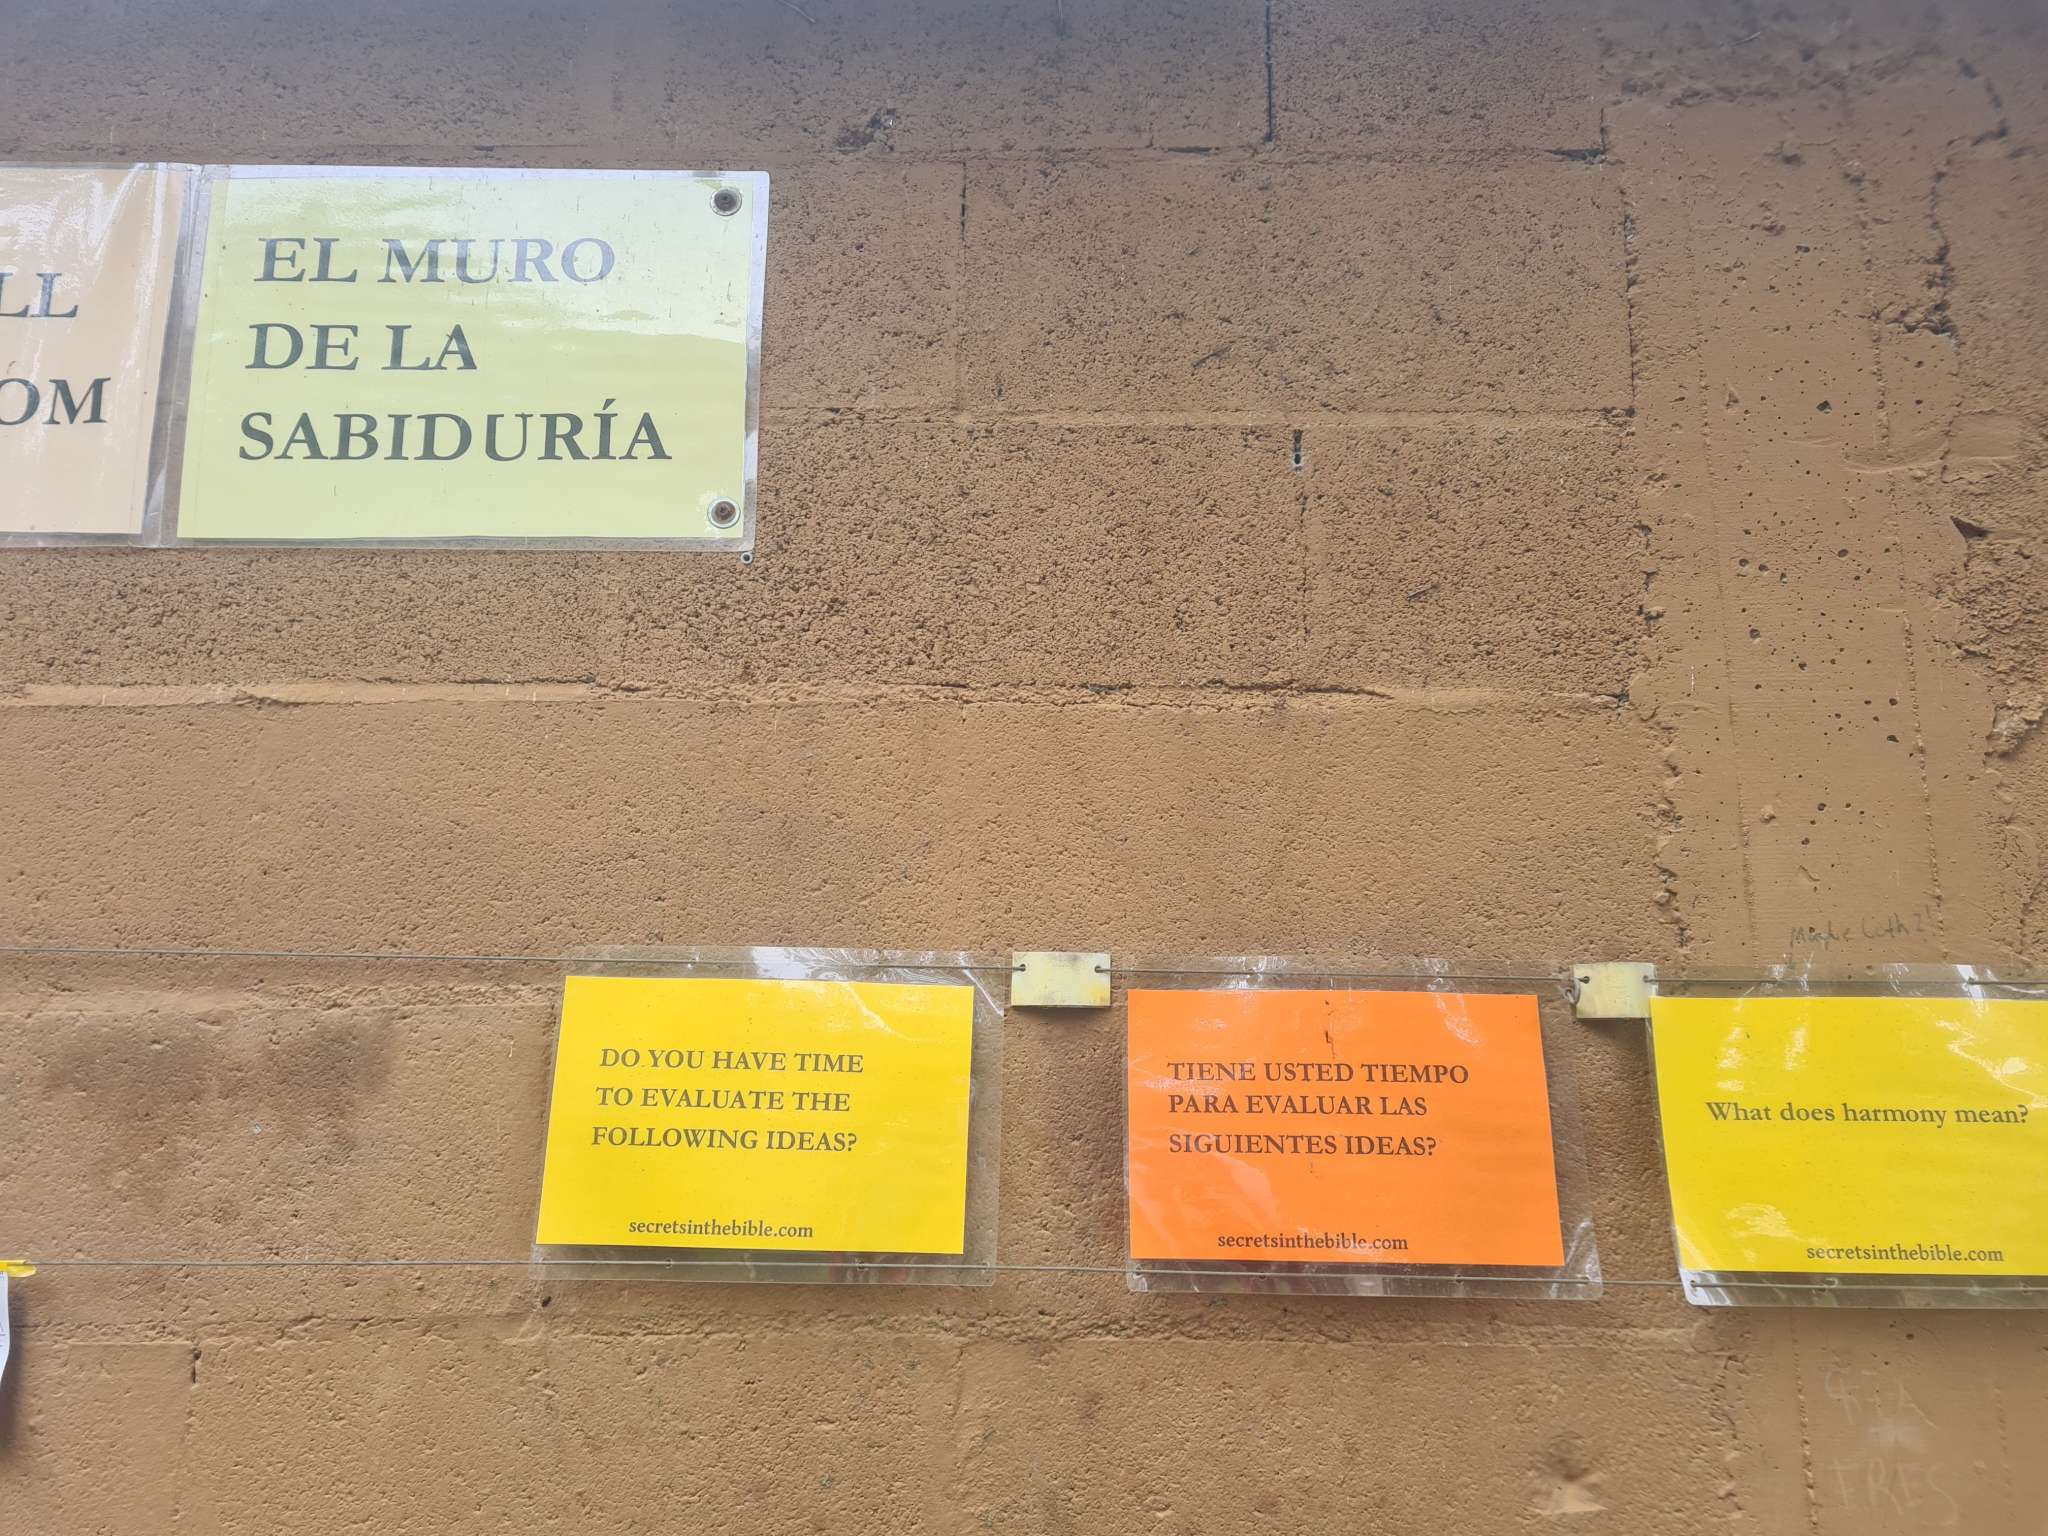 LL
OM
EL MURO
DE LA
SABIDURÍA
DO YOU HAVE TIME
TO EVALUATE THE
FOLLOWING IDEAS?
secretsinthebible.com
TIENE USTED TIEMPO
PARA EVALUAR LAS
SIGUIENTES IDEAS?
secretsinthebible.com
What does harmony mean?
secretsinthebible.com